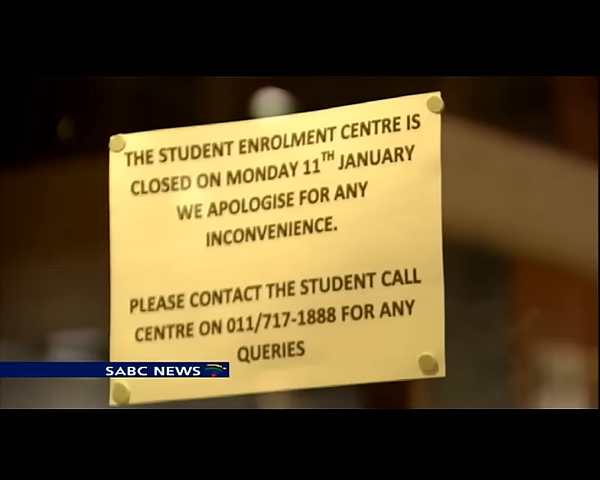 THE STUDENT ENROLMENT CENTRE IS
CLOSED ON MONDAY 11TH JANUARY
WE APOLOGISE FOR ANY
INCONVENIENCE.
PLEASE CONTACT THE STUDENT CALL
CENTRE ON 011/717-1888 FOR ANY
QUERIES
SABC NEWS